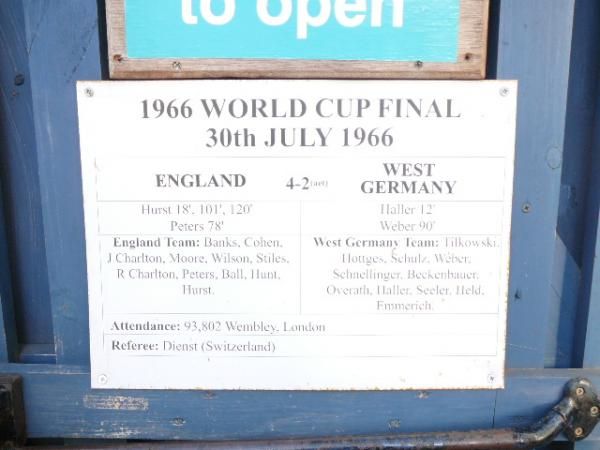 to open
1966 WORLD CUP FINAL
30th JULY 1966
ENGLAND 4-2(aet) WEST GERMANY
Hurst 18', 101', 120'
Peters 78'
Haller 12'
Weber 90'
England Team: Banks, Cohen,
J Charlton, Moore, Wilson, Stiles,
R Charlton, Peters, Ball, Hunt,
Hurst.
West Germany Team: Tilkowski,
Hottges, Schulz, Weber,
Schnellinger, Beckenbauer,
Overath, Haller, Seeler, Held,
Emmerich.
Attendance: 93,802 Wembley, London
Referee: Dienst (Switzerland)